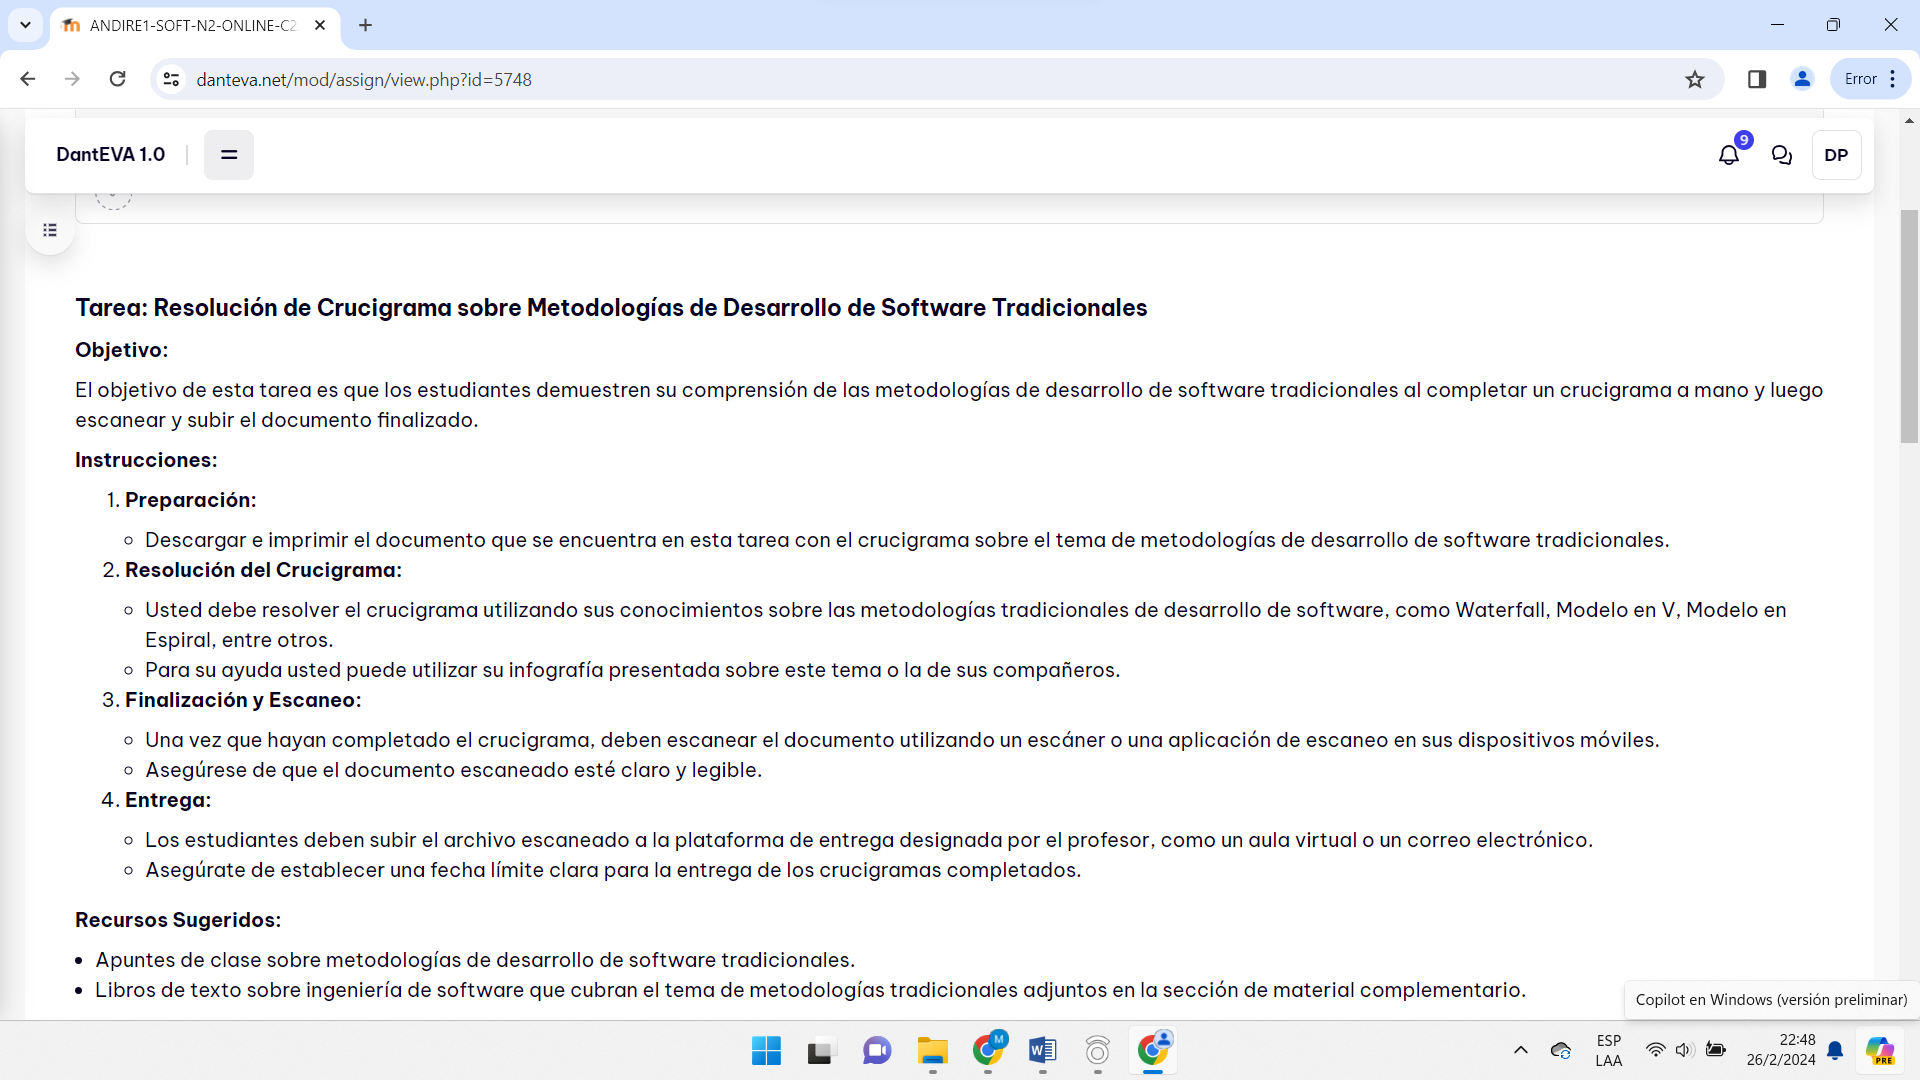 ANDIRE1-SOFT-N2-ONLINE-C2
danteva.net/mod/assign/view.php?id=5748
Error
DantEVA 1.0
9
DP
Tarea: Resolución de Crucigrama sobre Metodologías de Desarrollo de Software Tradicionales
Objetivo:
El objetivo de esta tarea es que los estudiantes demuestren su comprensión de las metodologías de desarrollo de software tradicionales al completar un crucigrama a mano y luego
escanear y subir el documento finalizado.
Instrucciones:
1. Preparación:
Descargar e imprimir el documento que se encuentra en esta tarea con el crucigrama sobre el tema de metodologías de desarrollo de software tradicionales.
2. Resolución del Crucigrama:
Usted debe resolver el crucigrama utilizando sus conocimientos sobre las metodologías tradicionales de desarrollo de software, como Waterfall, Modelo en V, Modelo en
Espiral, entre otros.
Para su ayuda usted puede utilizar su infografía presentada sobre este tema o la de sus compañeros.
3. Finalización y Escaneo:
Una vez que hayan completado el crucigrama, deben escanear el documento utilizando un escáner o una aplicación de escaneo en sus dispositivos móviles.
Asegúrese de que el documento escaneado esté claro y legible.
4. Entrega:
Los estudiantes deben subir el archivo escaneado a la plataforma de entrega designada por el profesor, como un aula virtual o un correo electrónico.
Asegúrate de establecer una fecha límite clara para la entrega de los crucigramas completados.
Recursos Sugeridos:
Apuntes de clase sobre metodologías de desarrollo de software tradicionales.
Libros de texto sobre ingeniería de software que cubran el tema de metodologías tradicionales adjuntos en la sección de material complementario.
Copilot en Windows (versión preliminar)
M
W
ESP
LAA
22:48
26/2/2024
PRE